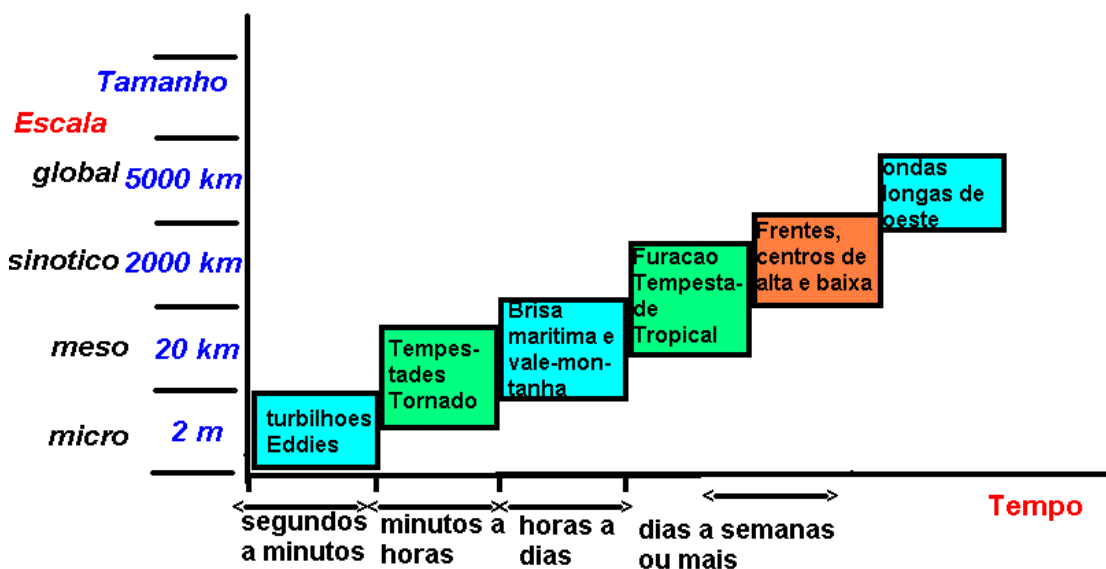 Tamanho
Escala
global 5000 km
sinotico 2000 km
meso 20 km
micro 2 m
turbilhoes
Eddies
Tempes-
tades
Tornado
Brisa
maritima e
vale-mon-
tanha
Furacao
Tempesta-
de
Tropical
Frentes,
centros de
alta e baixa
ondas
longas de
oeste
segundos
a minutos
minutos a
horas
horas a
dias
dias a semanas
ou mais
Tempo